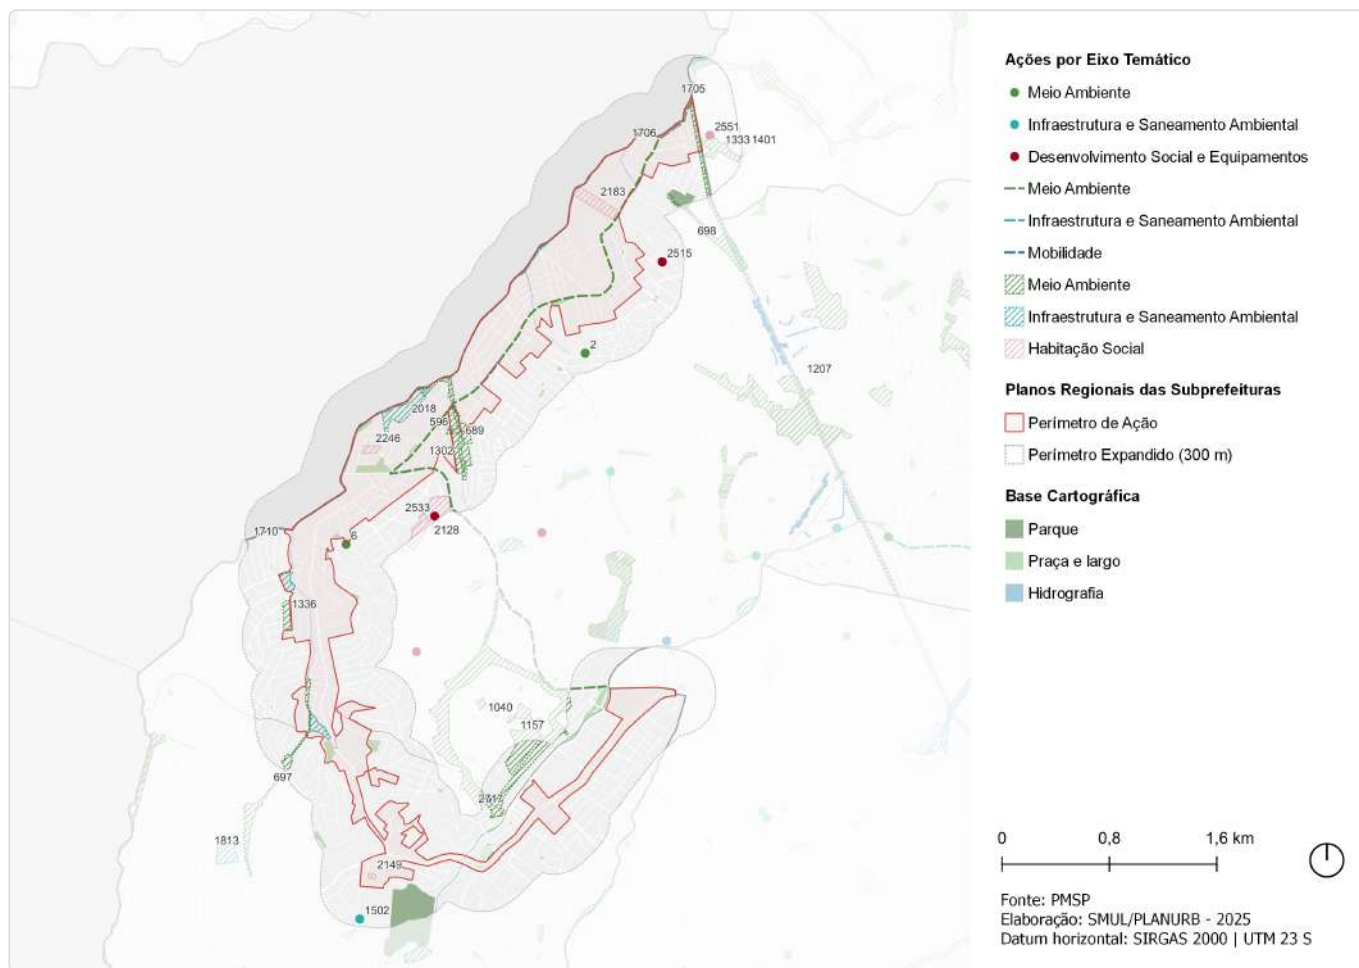 1705
2551
1706
1333 1401
2183
698
2515
2
1207
2018
596
689
2246
1302
2533
1710
2128
6
1336
1040
1157
697
2717
1813
2149
1502
Ações por Eixo Temático
Meio Ambiente
Infraestrutura e Saneamento Ambiental
Desenvolvimento Social e Equipamentos
Meio Ambiente
Infraestrutura e Saneamento Ambiental
Mobilidade
Meio Ambiente
Infraestrutura e Saneamento Ambiental
Habitação Social
Planos Regionais das Subprefeituras
Perímetro de Ação
Perímetro Expandido (300 m)
Base Cartográfica
Parque
Praça e largo
Hidrografia
0 0,8 1,6 km
Fonte: PMSP
Elaboração: SMUL/PLANURB - 2025
Datum horizontal: SIRGAS 2000 | UTM 23 S